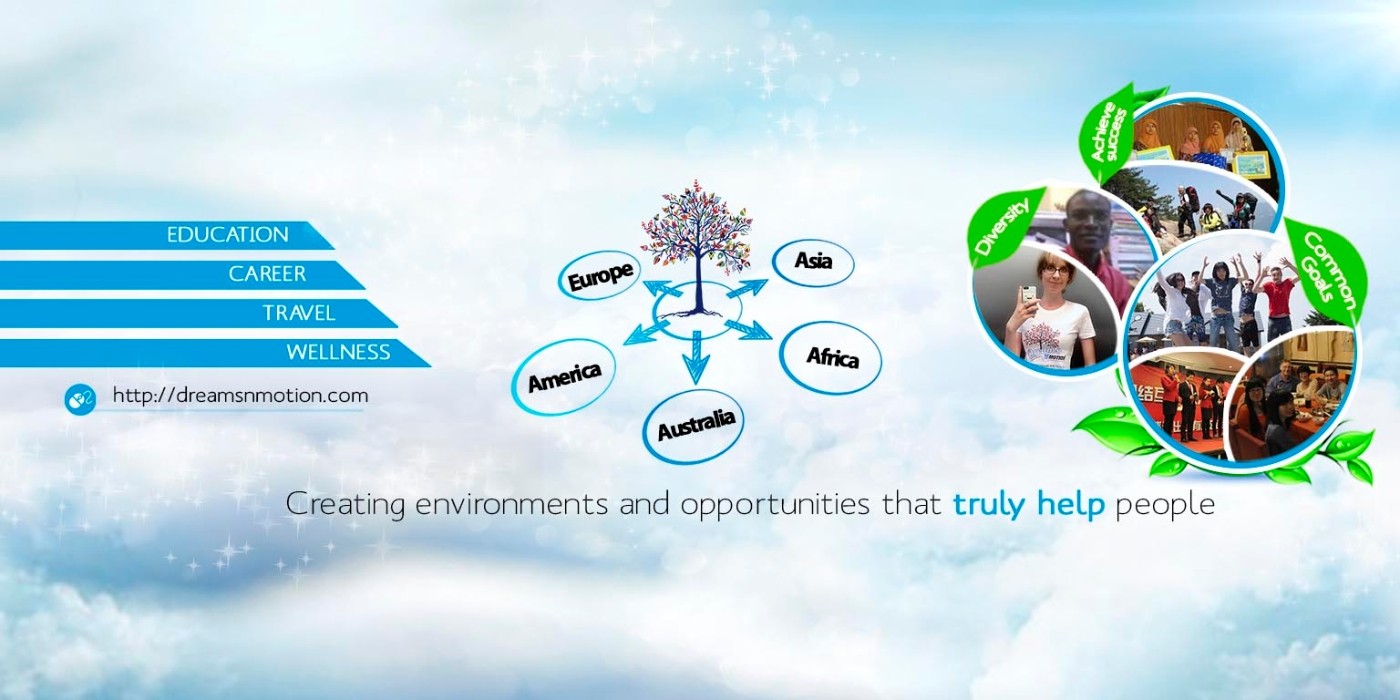 EDUCATION
CAREER
TRAVEL
WELLNESS
http://dreamsnmotion.com
Europe
Asia
America
Africa
Australia
Achieve
success
Diversity
Common
Goals
Creating environments and opportunities that truly help people